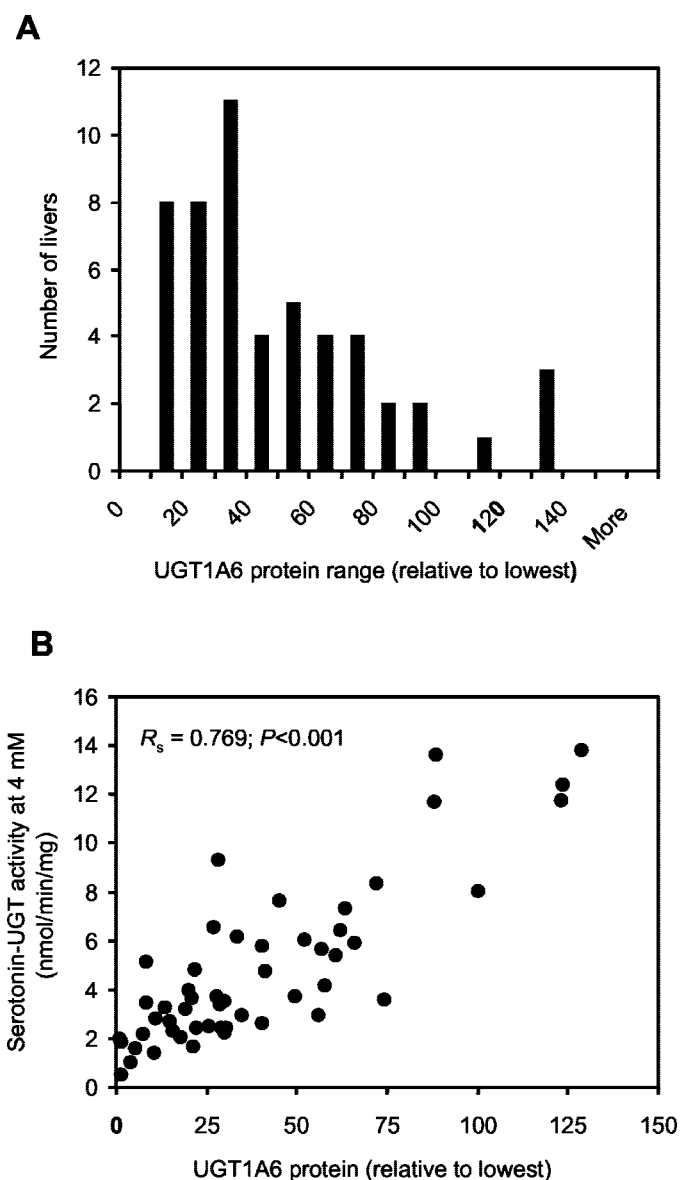 A
12
10
8
6
4
2
0
Number of livers
0 20 40 60 80 100 120 140 More
UGT1A6 protein range (relative to lowest)
B
16
14
12
10
8
6
4
2
0
Serotonin-UGT activity at 4 mM
(nmol/min/mg)
Rs = 0.769; P<0.001
0 25 50 75 100 125 150
UGT1A6 protein (relative to lowest)